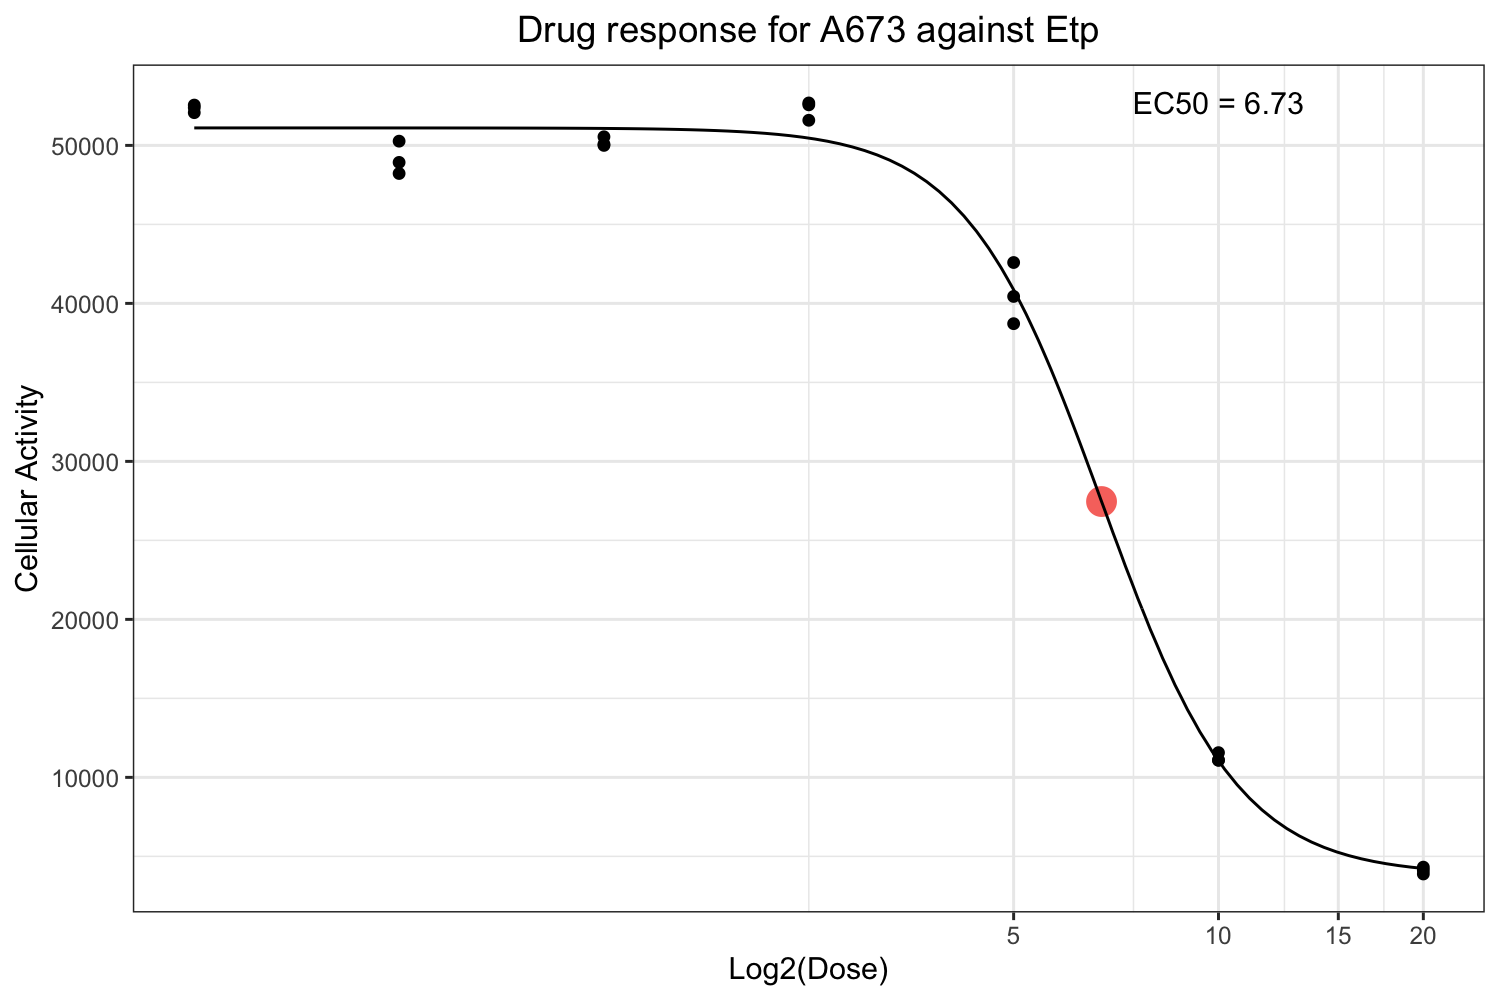 Drug response for A673 against Etp
EC50 = 6.73
50000
40000
30000
20000
10000
Cellular Activity
5 10 15 20
Log2(Dose)